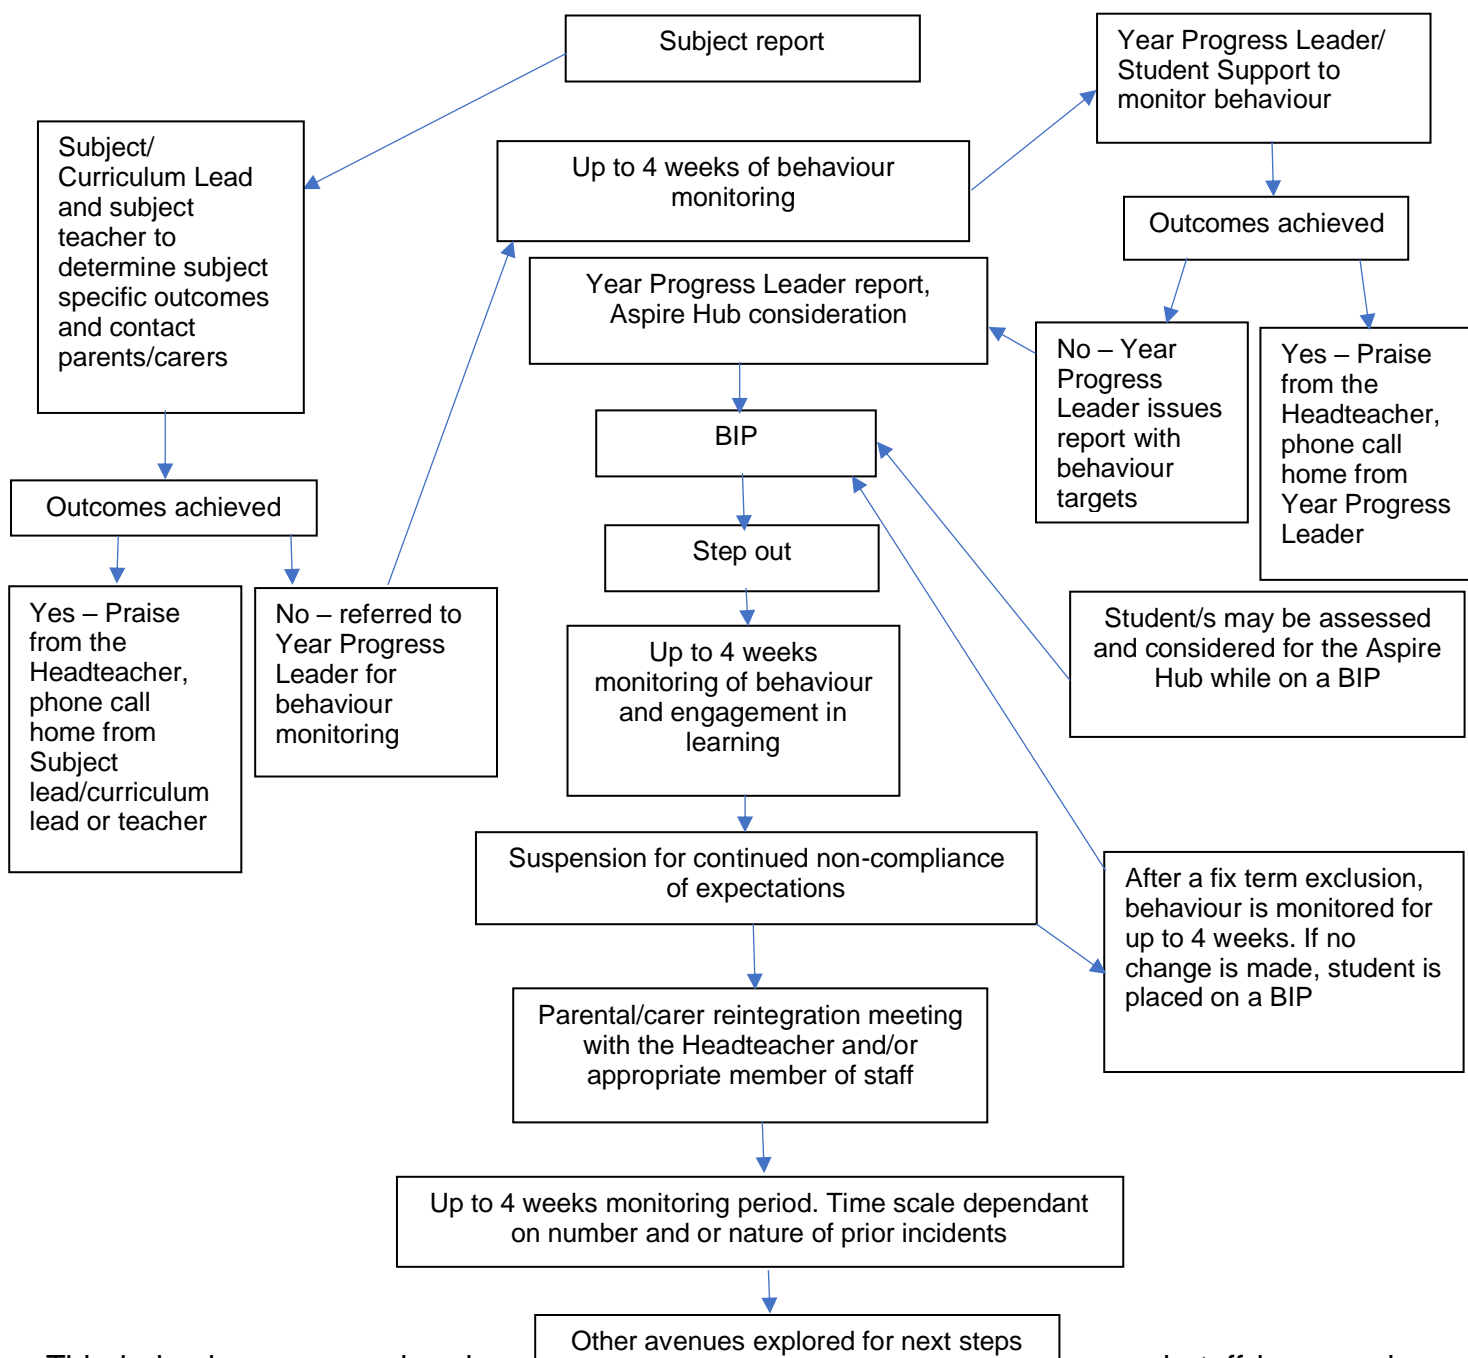 Subject report
Subject/
Curriculum Lead
and subject
teacher to
determine subject
specific outcomes
and contact
parents/carers
Outcomes achieved
Yes – Praise
from the
Headteacher,
phone call
home from
Subject
lead/curriculum
lead or teacher
No – referred to
Year Progress
Leader for
behaviour
monitoring
Up to 4 weeks of behaviour
monitoring
Year Progress Leader/
Student Support to
monitor behaviour
Outcomes achieved
No – Year
Progress
Leader issues
report with
behaviour
targets
Yes – Praise
from the
Headteacher,
phone call
home from
Year Progress
Leader
Year Progress Leader report,
Aspire Hub consideration
BIP
Student/s may be assessed
and considered for the Aspire
Hub while on a BIP
Step out
Up to 4 weeks
monitoring of behaviour
and engagement in
learning
Suspension for continued non-compliance
of expectations
After a fix term exclusion,
behaviour is monitored for
up to 4 weeks. If no
change is made, student is
placed on a BIP
Parental/carer reintegration meeting
with the Headteacher and/or
appropriate member of staff
Up to 4 weeks monitoring period. Time scale dependant
on number and or nature of prior incidents
Other avenues explored for next steps